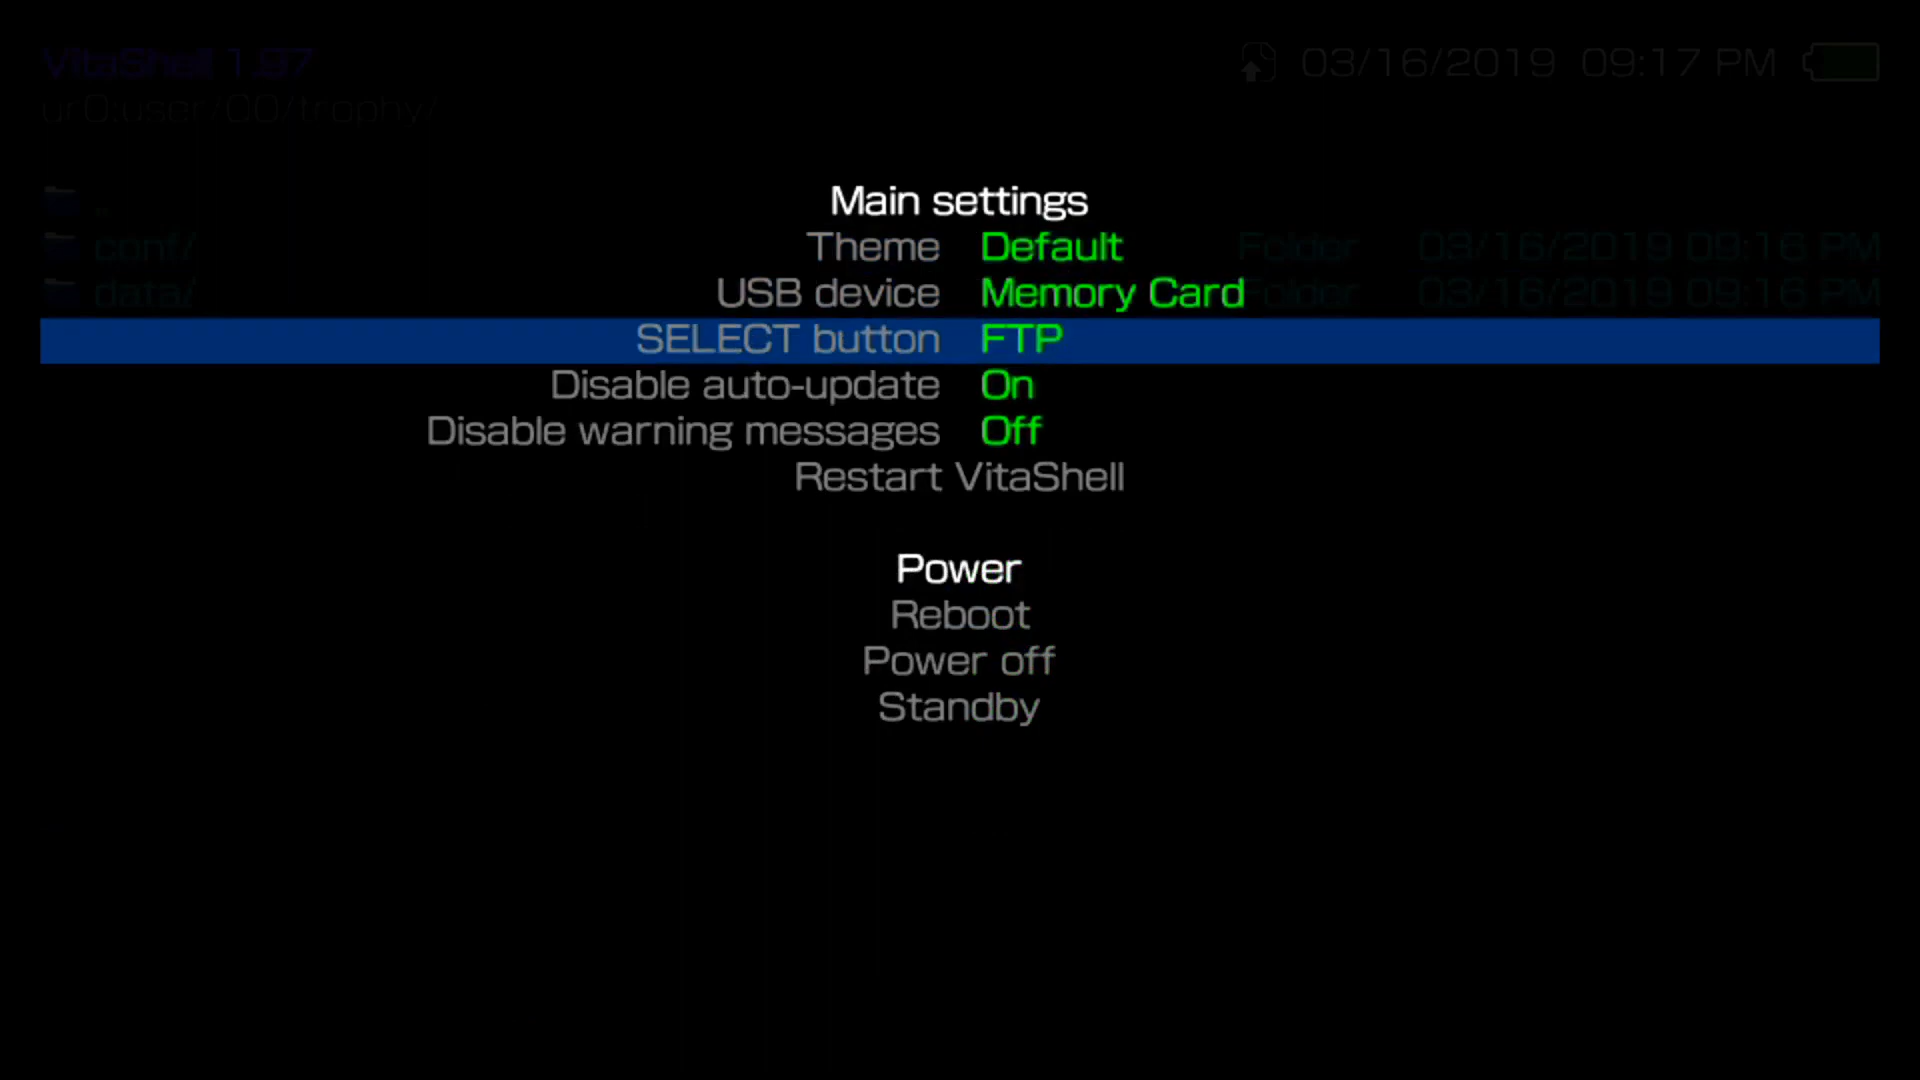 VitaShell 1.97
03/16/2019 09:17 PM
ur0:user/00/trophy/
Main settings
..
conf/ Theme Default Folder 03/16/2019 09:16 PM
data/ USB device Memory Card Folder 03/16/2019 09:16 PM
SELECT button FTP
Disable auto-update On
Disable warning messages Off
Restart VitaShell
Power
Reboot
Power off
Standby